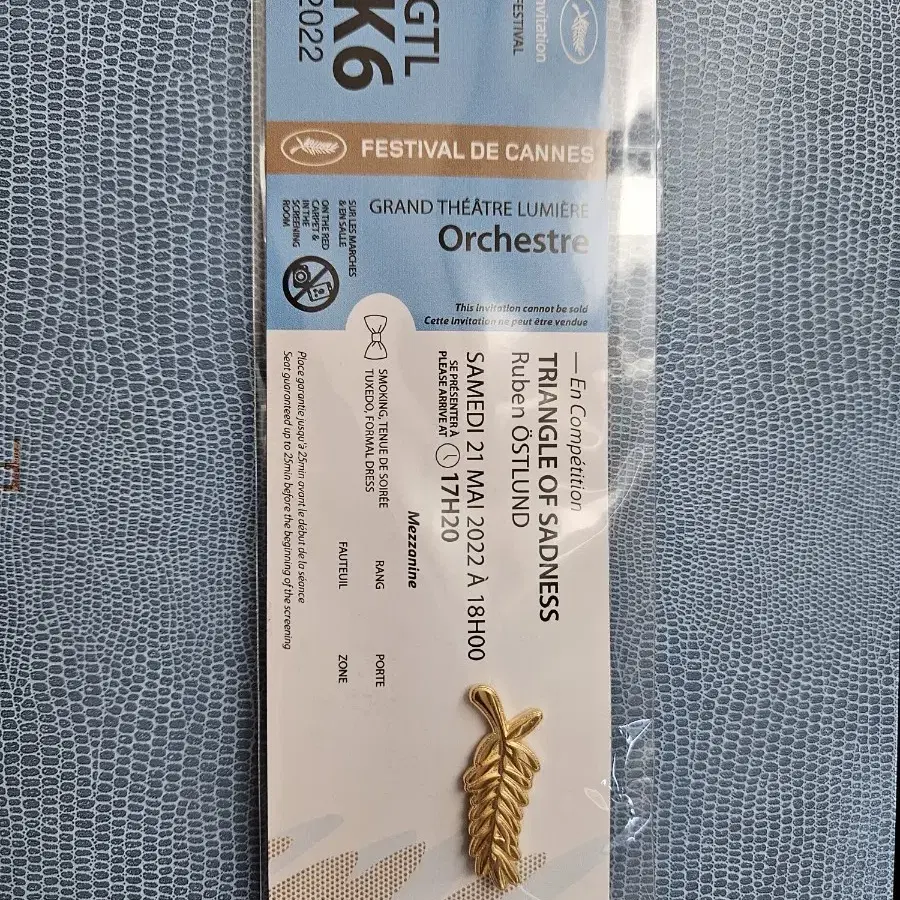 GTL
K6
2022
Invitation
FESTIVAL
FESTIVAL DE CANNES
GRAND THÉÂTRE LUMIÈRE
Orchestre
SUR LES MARCHES
& EN SALLE
ON THE RED
CARPET &
IN THE
SCREENING
ROOM
This invitation cannot be sold
Cette invitation ne peut être vendue
— En Compétition
TRIANGLE OF SADNESS
Ruben ÖSTLUND
SAMEDI 21 MAI 2022 À 18H00
SE PRÉSENTER À
PLEASE ARRIVE AT
17H20
Mezzanine
SMOKING, TENUE DE SOIRÉE
TUXEDO, FORMAL DRESS
RANG
PORTE
FAUTEUIL
ZONE
Place garantie jusqu'à 25min avant le début de la séance
Seat guaranteed up to 25min before the beginning of the screening